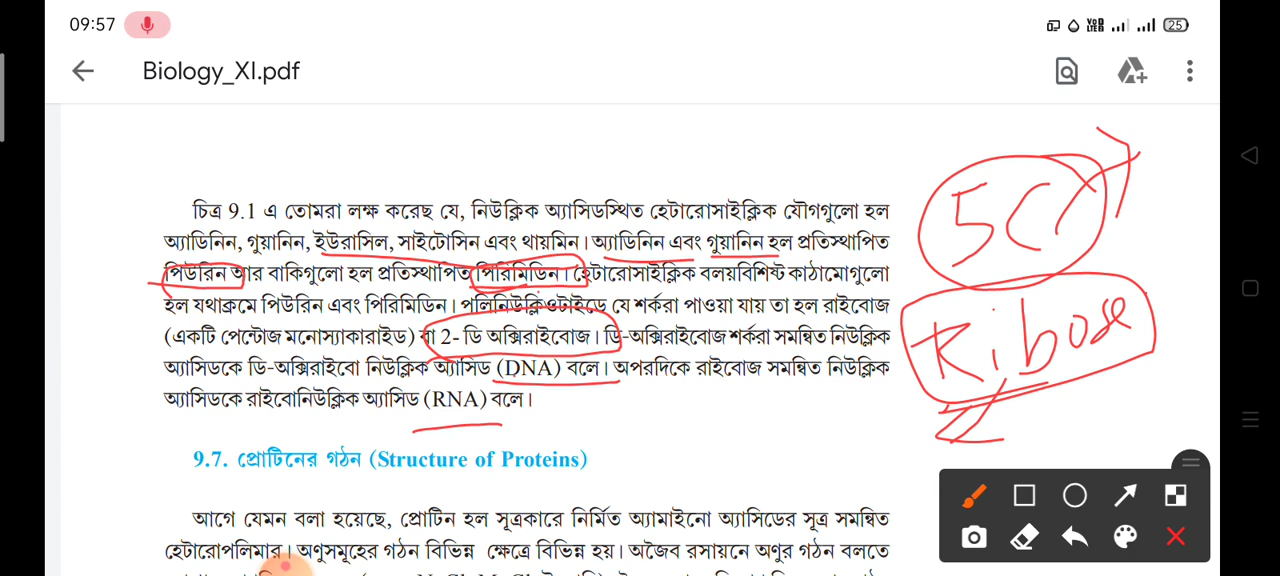 09:57
VoD LTE 25
Biology_XI.pdf
চিত্র 9.1 এ তোমরা লক্ষ করেছ যে, নিউক্লিক অ্যাসিডস্থিত হেটারোসাইক্লিক যৌগগুলো হল
অ্যাডিনিন, গুয়ানিন, ইউরাসিল, সাইটোসিন এবং থায়মিন। অ্যাডিনিন এবং গুয়ানিন হল প্রতিস্থাপিত
পিউরিন আর বাকিগুলো হল প্রতিস্থাপিত পিরিমিডিন। হেটারোসাইক্লিক বলয়বিশিষ্ট কাঠামোগুলো
হল যথাক্রমে পিউরিন এবং পিরিমিডিন। পলিনিউক্লিওটাইডে যে শর্করা পাওয়া যায় তা হল রাইবোজ
(একটি পেন্টোজ মনোস্যাকারাইড) বা 2- ডি অক্সিরাইবোজ। ডি-অক্সিরাইবোজ শর্করা সমন্বিত নিউক্লিক
অ্যাসিডকে ডি-অক্সিরাইবো নিউক্লিক অ্যাসিড (DNA) বলে। অপরদিকে রাইবোজ সমন্বিত নিউক্লিক
অ্যাসিডকে রাইবোনিউক্লিক অ্যাসিড (RNA) বলে।
5C
Ribose
9.7. প্রোটিনের গঠন (Structure of Proteins)
আগে যেমন বলা হয়েছে, প্রোটিন হল সূত্রকারে নির্মিত অ্যামাইনো অ্যাসিডের সূত্র সমন্বিত
হেটারোপলিমার। অণুসমূহের গঠন বিভিন্ন ক্ষেত্রে বিভিন্ন হয়। অজৈব রসায়নে অণুর গঠন বলতে